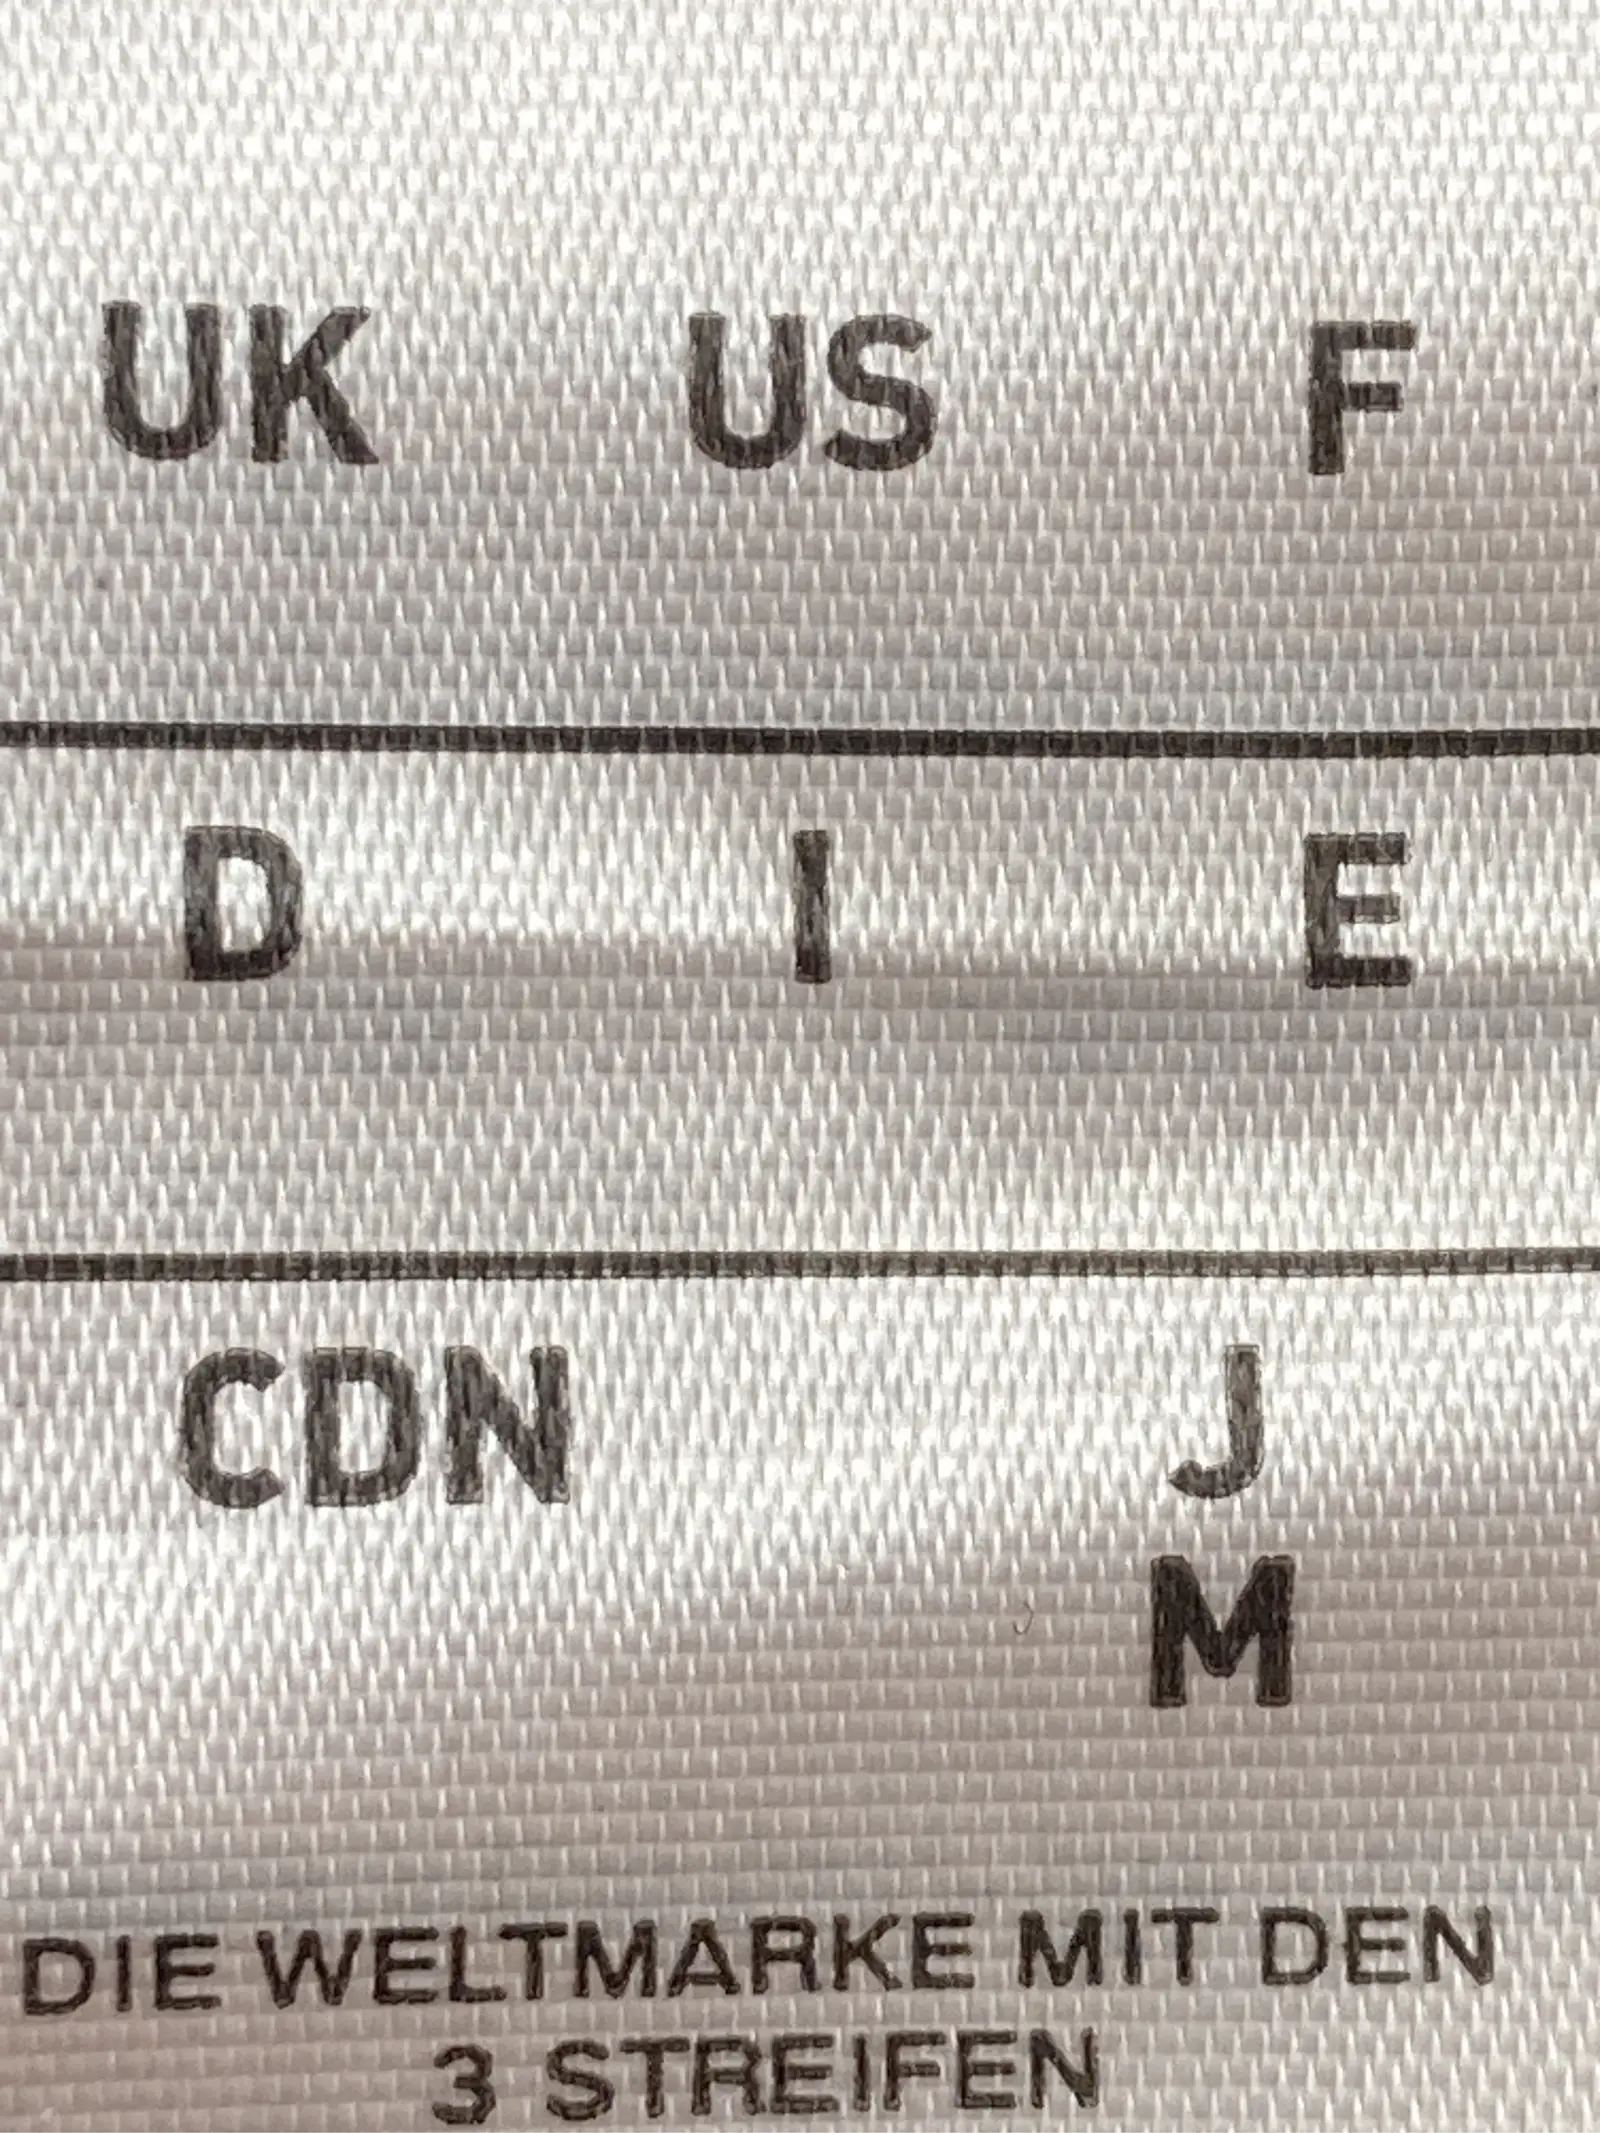 UK US F
D I E
CDN J
M
DIE WELTMARKE MIT DEN
3 STREIFEN